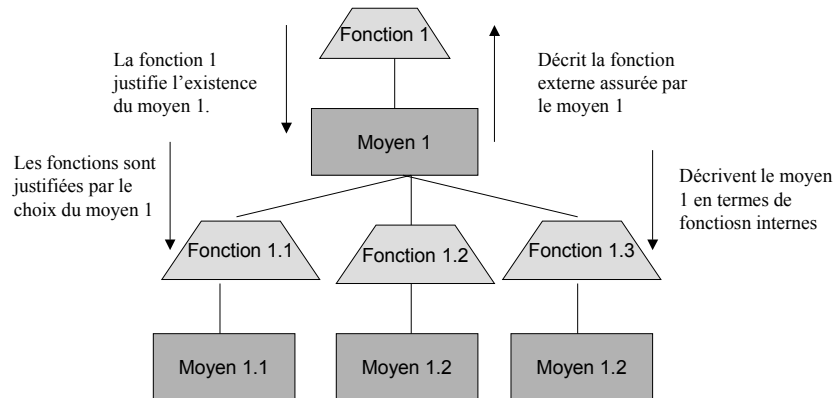 Fonction 1
La fonction 1
justifie l’existence
du moyen 1.
Décrit la fonction
externe assurée par
le moyen 1
Moyen 1
Les fonctions sont
justifiées par le
choix du moyen 1
Décrivent le moyen
1 en termes de
fonctiosn internes
Fonction 1.1
Fonction 1.2
Fonction 1.3
Moyen 1.1
Moyen 1.2
Moyen 1.2